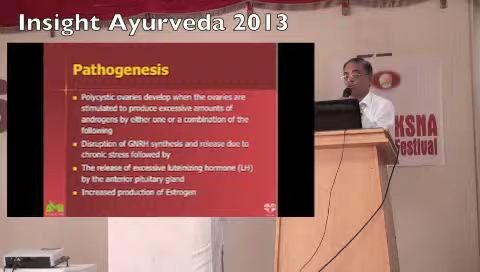 Insight Ayurveda 2013
Pathogenesis
Polycystic ovaries develop when the ovaries are
stimulated to produce excessive amounts of
androgens by either one or a combination of the
following
Disruption of GNRH synthesis and release due to
chronic stress followed by
The release of excessive luteinizing hormone (LH)
by the anterior pituitary gland
Increased production of Estrogen
KSNA
Festival